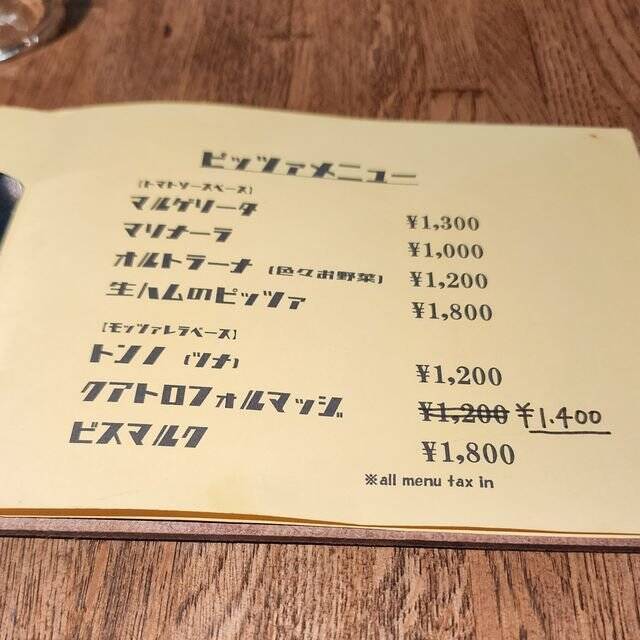 ピッツァメニュー
[トマトソースベース]
マルゲリータ ¥1,300
マリナーラ ¥1,000
オルトラーナ (色々お野菜) ¥1,200
生ハムのピッツァ ¥1,800
[モッツァレラベース]
トンノ (ツナ) ¥1,200
クアトロフォルマッジ ¥1,200 ¥1.400
ビスマルク ¥1,800
※all menu tax in